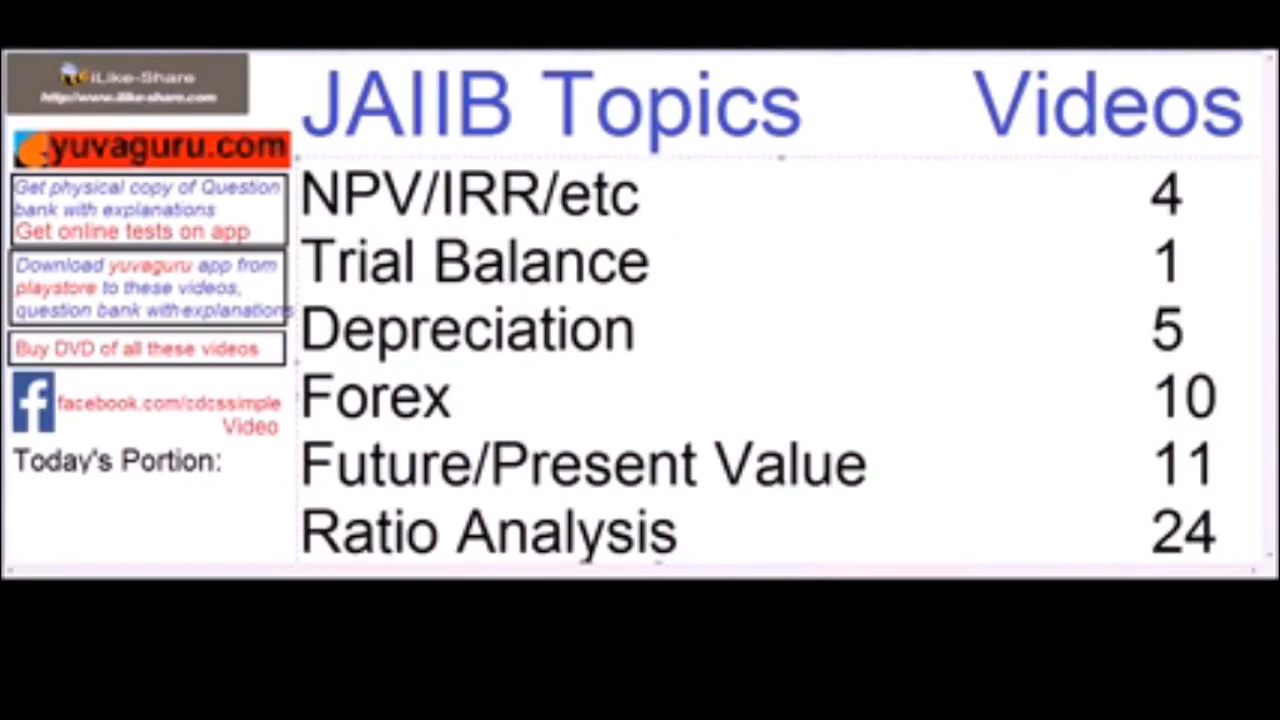 iLike-Share
http://www.ilike-share.com
yuvaguru.com
Get physical copy of Question
bank with explanations
Get online tests on app
Download yuvaguru app from
playstore to these videos,
question bank with explanations
Buy DVD of all these videos
facebook.com/cdcssimple
Video
Today's Portion:
JAIIB Topics Videos
NPV/IRR/etc 4
Trial Balance 1
Depreciation 5
Forex 10
Future/Present Value 11
Ratio Analysis 24